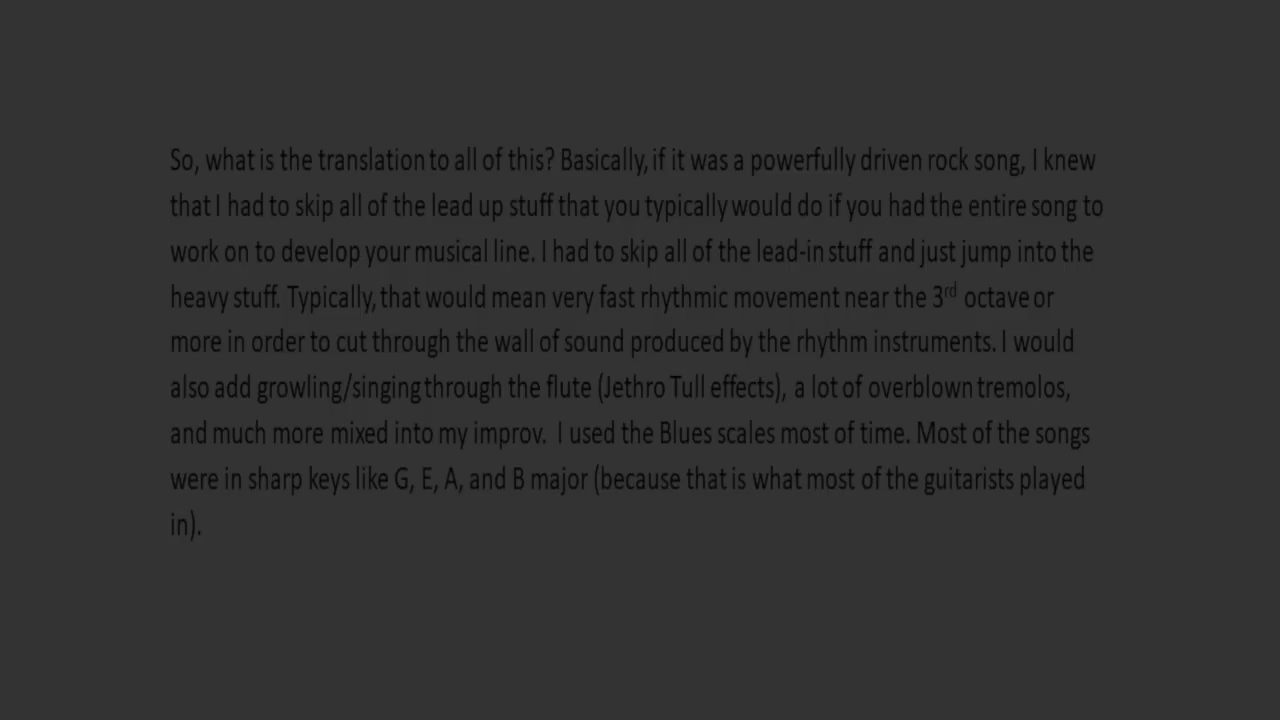 So, what is the translation to all of this? Basically, if it was a powerfully driven rock song, I knew
that I had to skip all of the lead up stuff that you typically would do if you had the entire song to
work on to develop your musical line. I had to skip all of the lead-in stuff and just jump into the
heavy stuff. Typically, that would mean very fast rhythmic movement near the 3rd octave or
more in order to cut through the wall of sound produced by the rhythm instruments. I would
also add growling/singing through the flute (Jethro Tull effects), a lot of overblown tremolos,
and much more mixed into my improv. I used the Blues scales most of time. Most of the songs
were in sharp keys like G, E, A, and B major (because that is what most of the guitarists played
in).